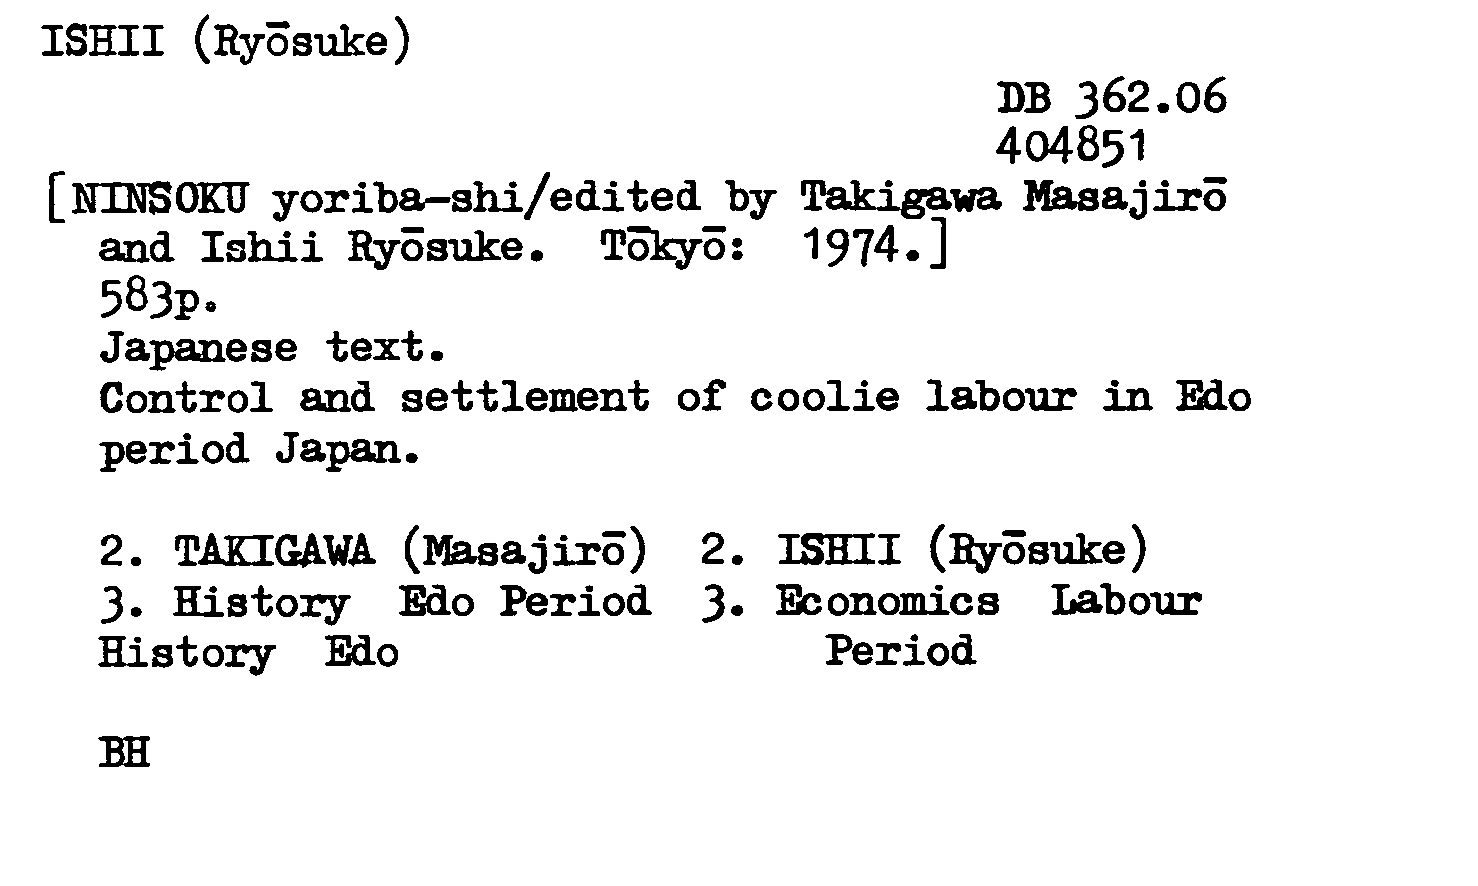 ISHII (Ryōsuke)
DB 362.06
404851
[NINSOKU yoriba-shi/edited by Takigawa Masajirō
and Ishii Ryōsuke. Tōkyō: 1974.]
583p.
Japanese text.
Control and settlement of coolie labour in Edo
period Japan.
2. TAKIGAWA (Masajirō) 2. ISHII (Ryōsuke)
3. History Edo Period 3. Economics Labour
History Edo Period
BH